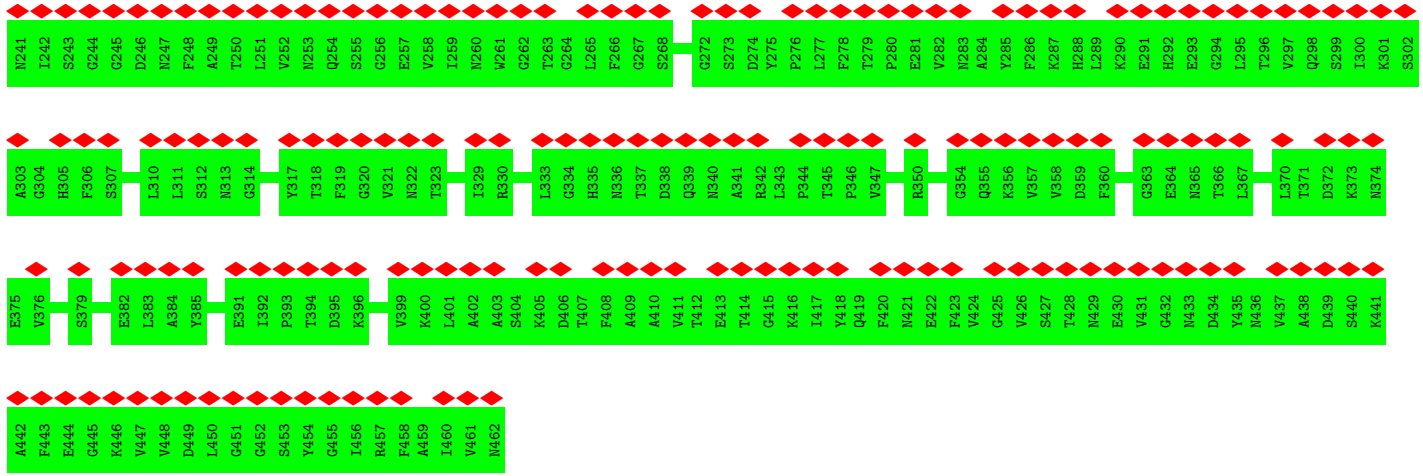 N241 I242 S243 G244 G245 D246 N247 F248 A249 T250 L251 V252 N253 Q254 S255 G256 E257 V258 I259 N260 W261 G262 T263 G264 L265 F266 G267 S268 G272 S273 D274 Y275 P276 L277 F278 T279 P280 E281 V282 N283 A284 Y285 F286 K287 H288 L289 K290 E291 H292 E293 G294 L295 T296 V297 Q298 S299 I300 K301 S302
A303 G304 H305 F306 S307 L310 L311 S312 N313 G314 Y317 T318 F319 G320 V321 N322 T323 I329 R330 L333 G334 H335 N336 T337 D338 Q339 N340 A341 R342 L343 P344 T345 P346 V347 R350 G354 Q355 K356 V357 V358 D359 F360 G363 E364 N365 T366 L367 L370 T371 D372 K373 N374
E375 V376 S379 E382 L383 A384 Y385 E391 I392 P393 T394 D395 K396 V399 K400 L401 A402 A403 S404 K405 D406 T407 F408 A409 A410 V411 T412 E413 T414 G415 K416 I417 Y418 Q419 F420 N421 E422 F423 V424 G425 V426 S427 T428 N429 E430 V431 G432 N433 D434 Y435 N436 V437 A438 D439 S440 K441
A442 F443 E444 G445 K446 V447 V448 D449 L450 G451 G452 S453 Y454 G455 I456 R457 F458 A459 I460 V461 N462